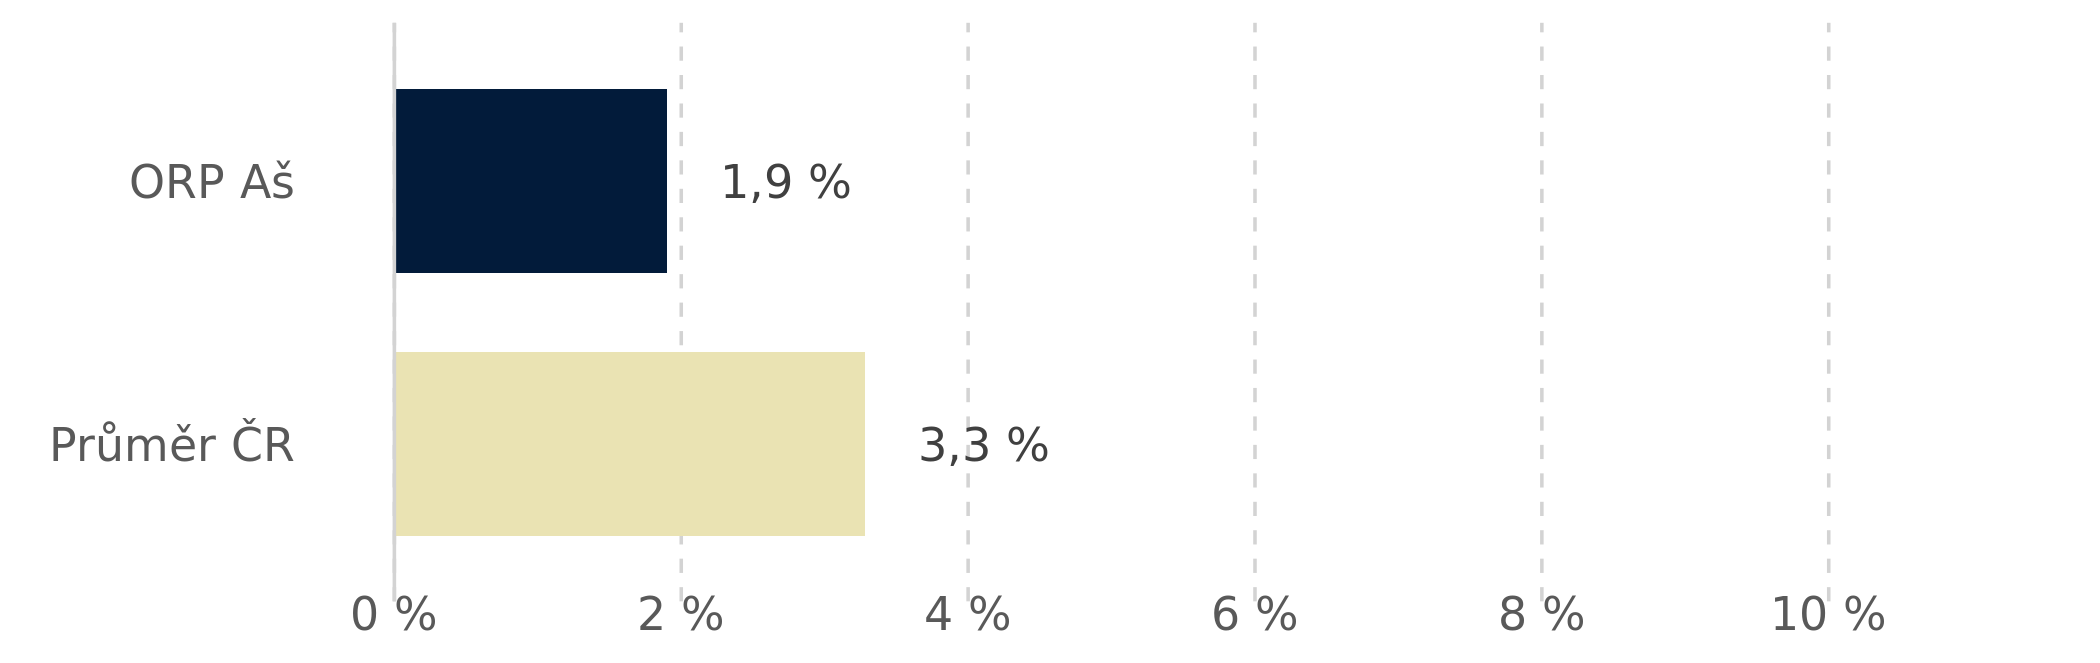 ORP Aš 1,9 %
Průměr ČR 3,3 %
0 % 2 % 4 % 6 % 8 % 10 %